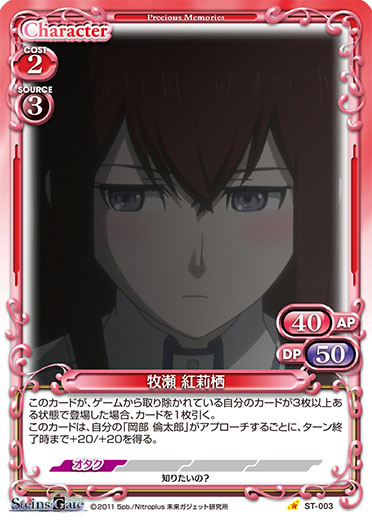 Precious Memories
Character
COST
2
SOURCE
3
40 AP
DP 50
牧瀬 紅莉栖
このカードが、ゲームから取り除かれている自分のカードが3枚以上あ
る状態で登場した場合、カードを1枚引く。
このカードは、自分の「岡部 倫太郎」がアプローチするごとに、ターン終
了時まで+20/+20を得る。
オタク
知りたいの?
Steins;Gate
©2011 5pb./Nitroplus 未来ガジェット研究所
ST-003